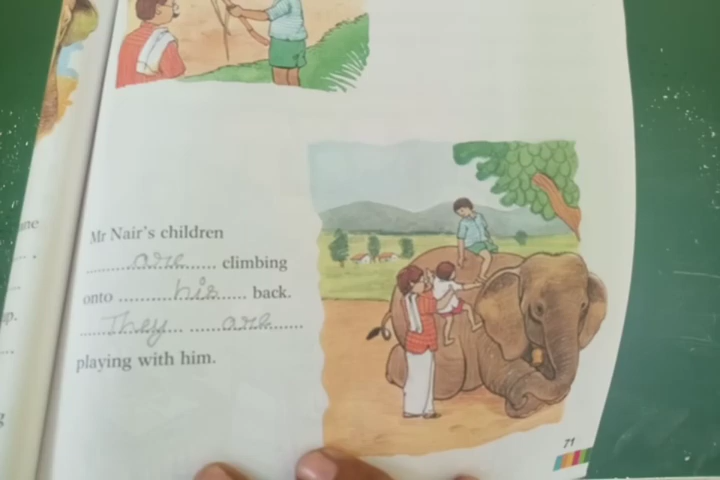 Mr Nair's children
are climbing
onto his back.
They are
playing with him.
71